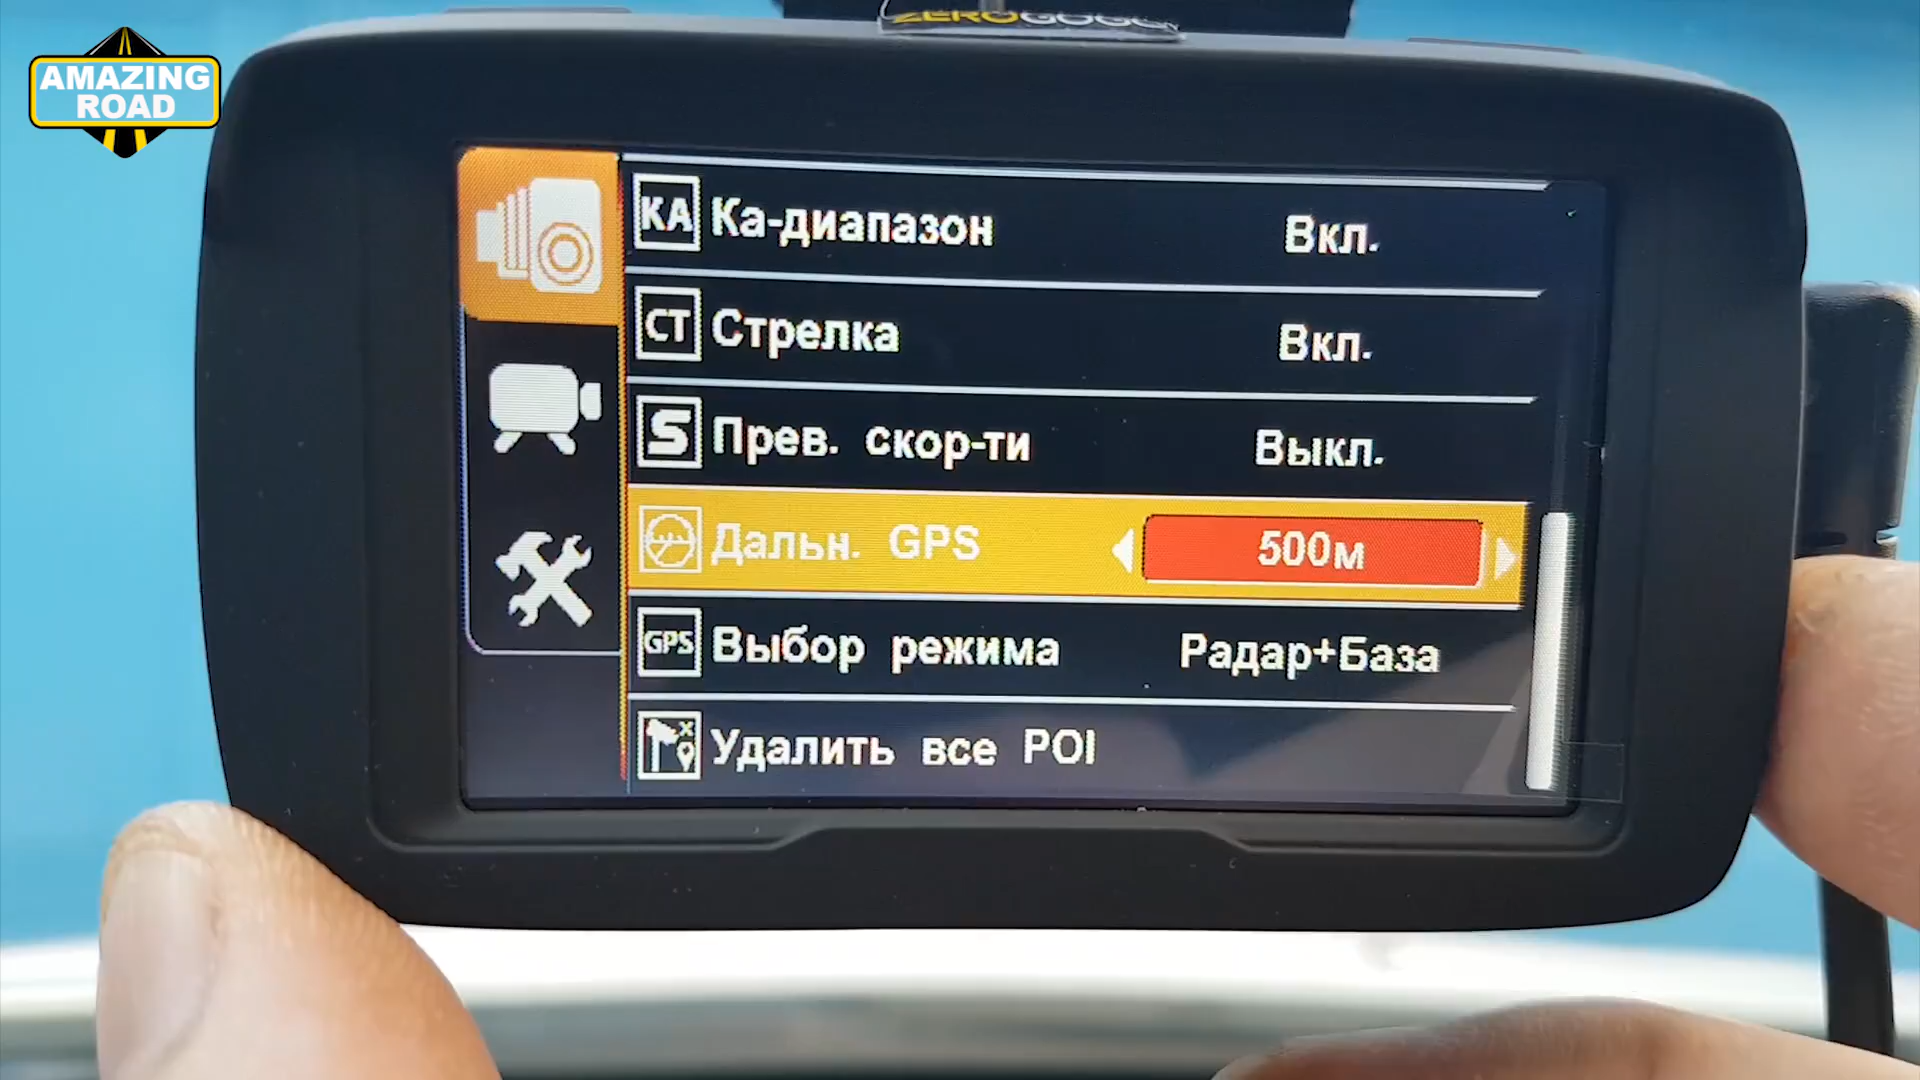 AMAZING
ROAD
KA Ка-диапазон Вкл.
СТ Стрелка Вкл.
S Прев. скор-ти Выкл.
Дальн. GPS 500м
GPS Выбор режима Радар+База
Удалить все POI